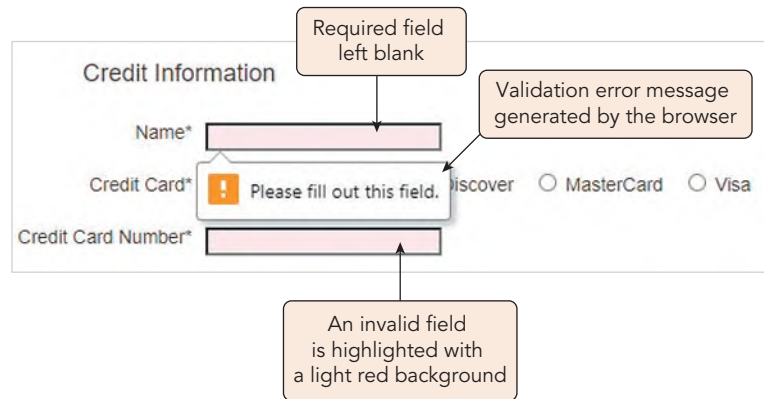 Required field
left blank
Credit Information
Validation error message
generated by the browser
Name*
Credit Card*
Please fill out this field.
iscover
MasterCard
Visa
Credit Card Number*
An invalid field
is highlighted with
a light red background